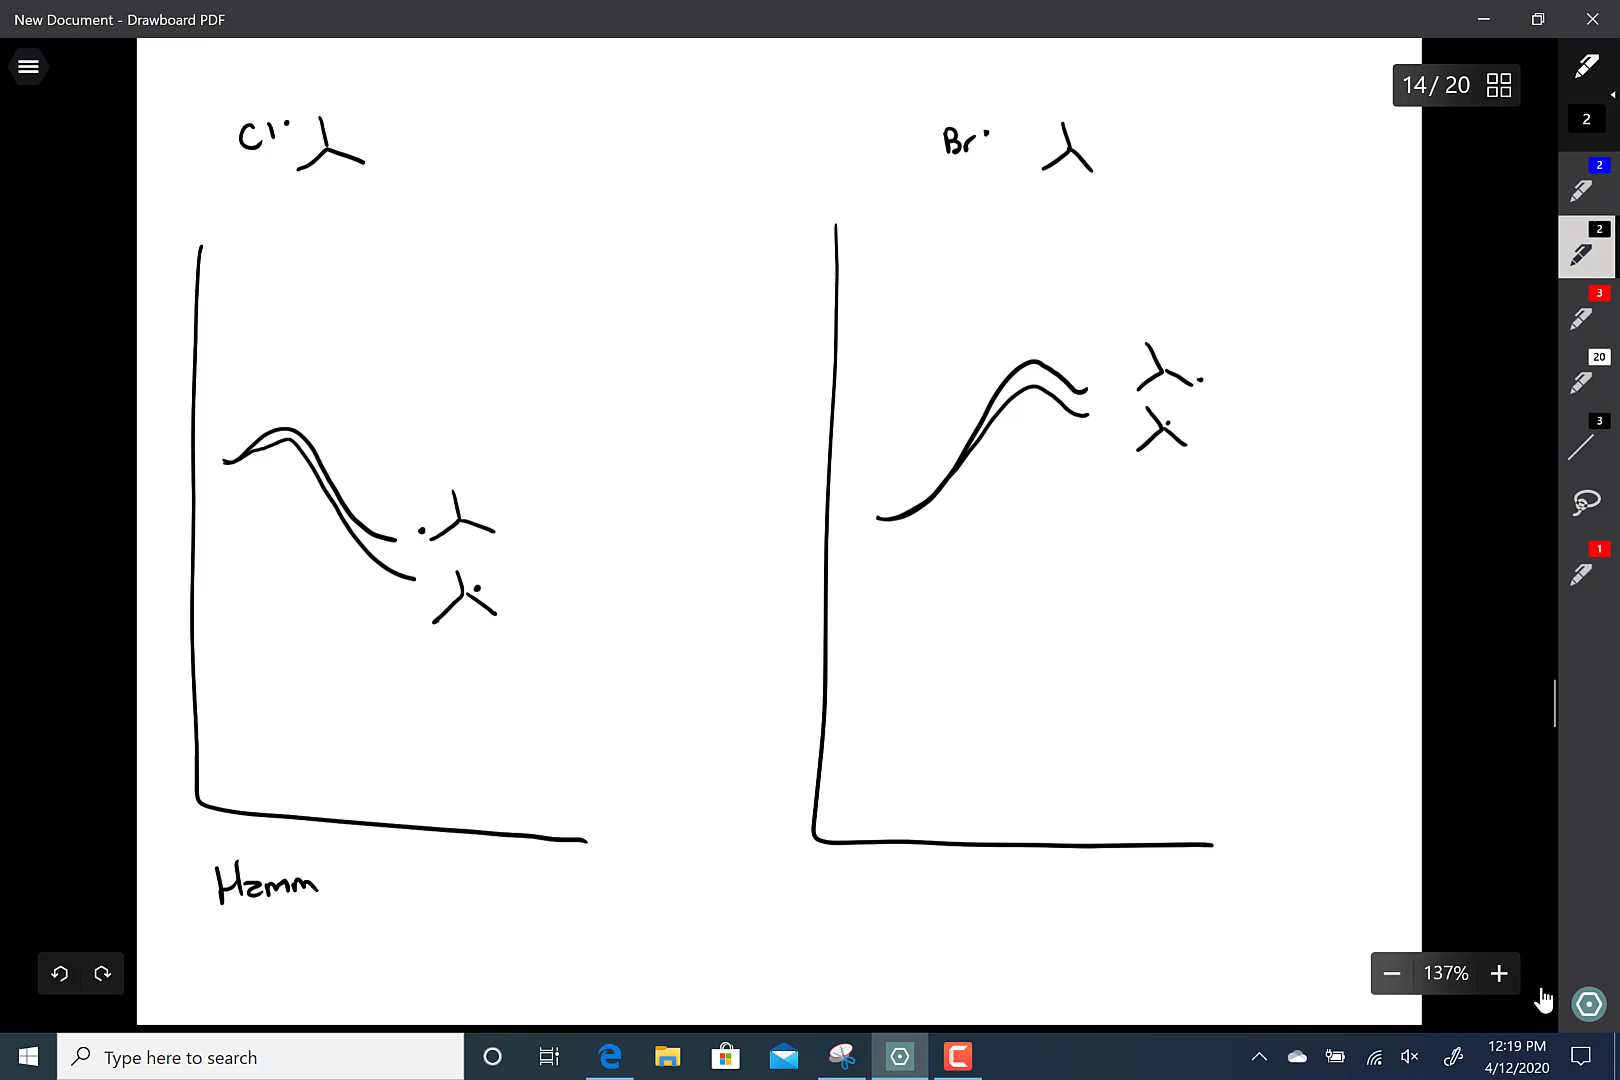 New Document - Drawboard PDF
14 / 20
2
2
2
3
20
3
1
Cl·
Br·
Hamm
137%
Type here to search
12:19 PM
4/12/2020